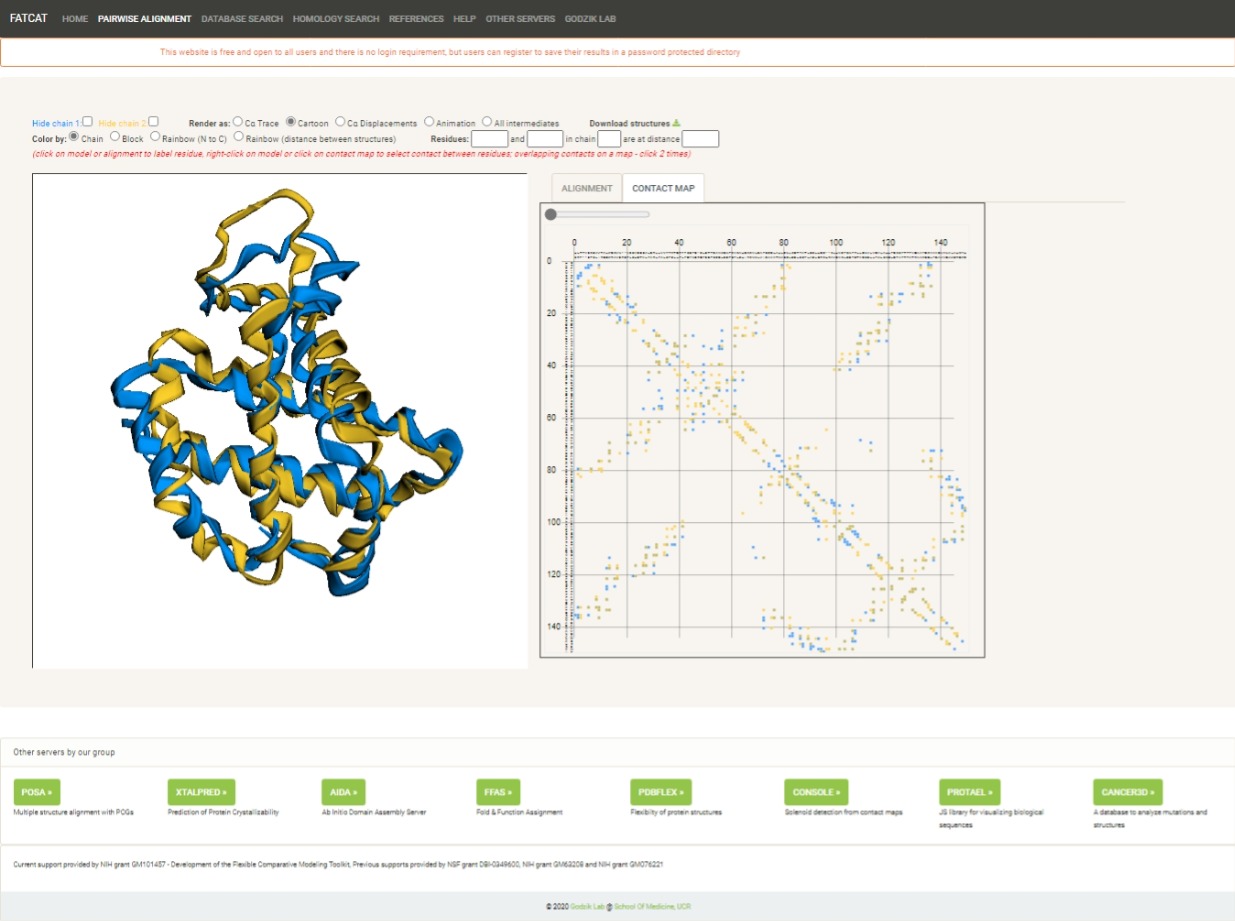 FATCAT HOME PAIRWISE ALIGNMENT DATABASE SEARCH HOMOLOGY SEARCH REFERENCES HELP OTHER SERVERS GODZIK LAB
This website is free and open to all users and there is no login requirement, but users can register to save their results in a password protected directory
Hide chain 1: Hide chain 2: Render as: Cα Trace Cartoon Cα Displacements Animation All intermediates Download structures
Color by: Chain Block Rainbow (N to C) Rainbow (distance between structures) Residues: and in chain are at distance
(click on model or alignment to label residue, right-click on model or click on contact map to select contact between residues; overlapping contacts on a map - click 2 times)
ALIGNMENT CONTACT MAP
0 20 40 60 80 100 120 140
0
20
40
60
80
100
120
140
Other servers by our group
POSA » XTALPRED » AIDA » FFAS » PDBFLEX » CONSOLE » PROTAEL » CANCER3D »
Multiple structure alignment with POGs Prediction of Protein Crystallizability Ab Initio Domain Assembly Server Fold & Function Assignment Flexibility of protein structures Solenoid detection from contact maps JS library for visualizing biological A database to analyze mutations and
sequences structures
Current support provided by NIH grant GM101457 - Development of the Flexible Comparative Modeling Toolkit, Previous supports provided by NSF grant DBI-0349600, NIH grant GM63208 and NIH grant GM076221
© 2020 Godzik Lab @ School Of Medicine, UCR